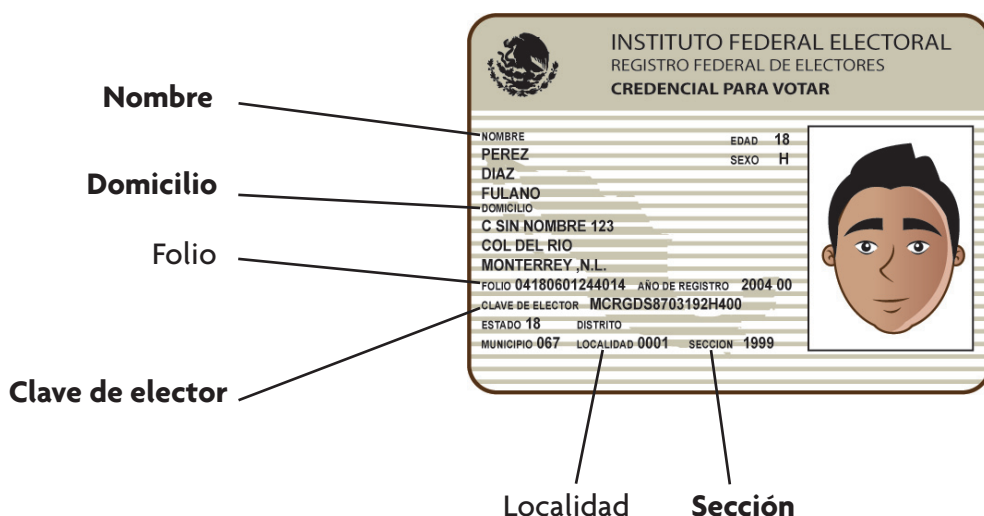 INSTITUTO FEDERAL ELECTORAL
REGISTRO FEDERAL DE ELECTORES
CREDENCIAL PARA VOTAR
Nombre
Domicilio
Folio
Clave de elector
NOMBRE
EDAD 18
PEREZ
SEXO H
DIAZ
FULANO
DOMICILIO
C SIN NOMBRE 123
COL DEL RIO
MONTERREY ,N.L.
FOLIO 04180601244014 AÑO DE REGISTRO 2004 00
CLAVE DE ELECTOR MCRGDS8703192H400
ESTADO 18 DISTRITO
MUNICIPIO 067 LOCALIDAD 0001 SECCION 1999
Localidad
Sección